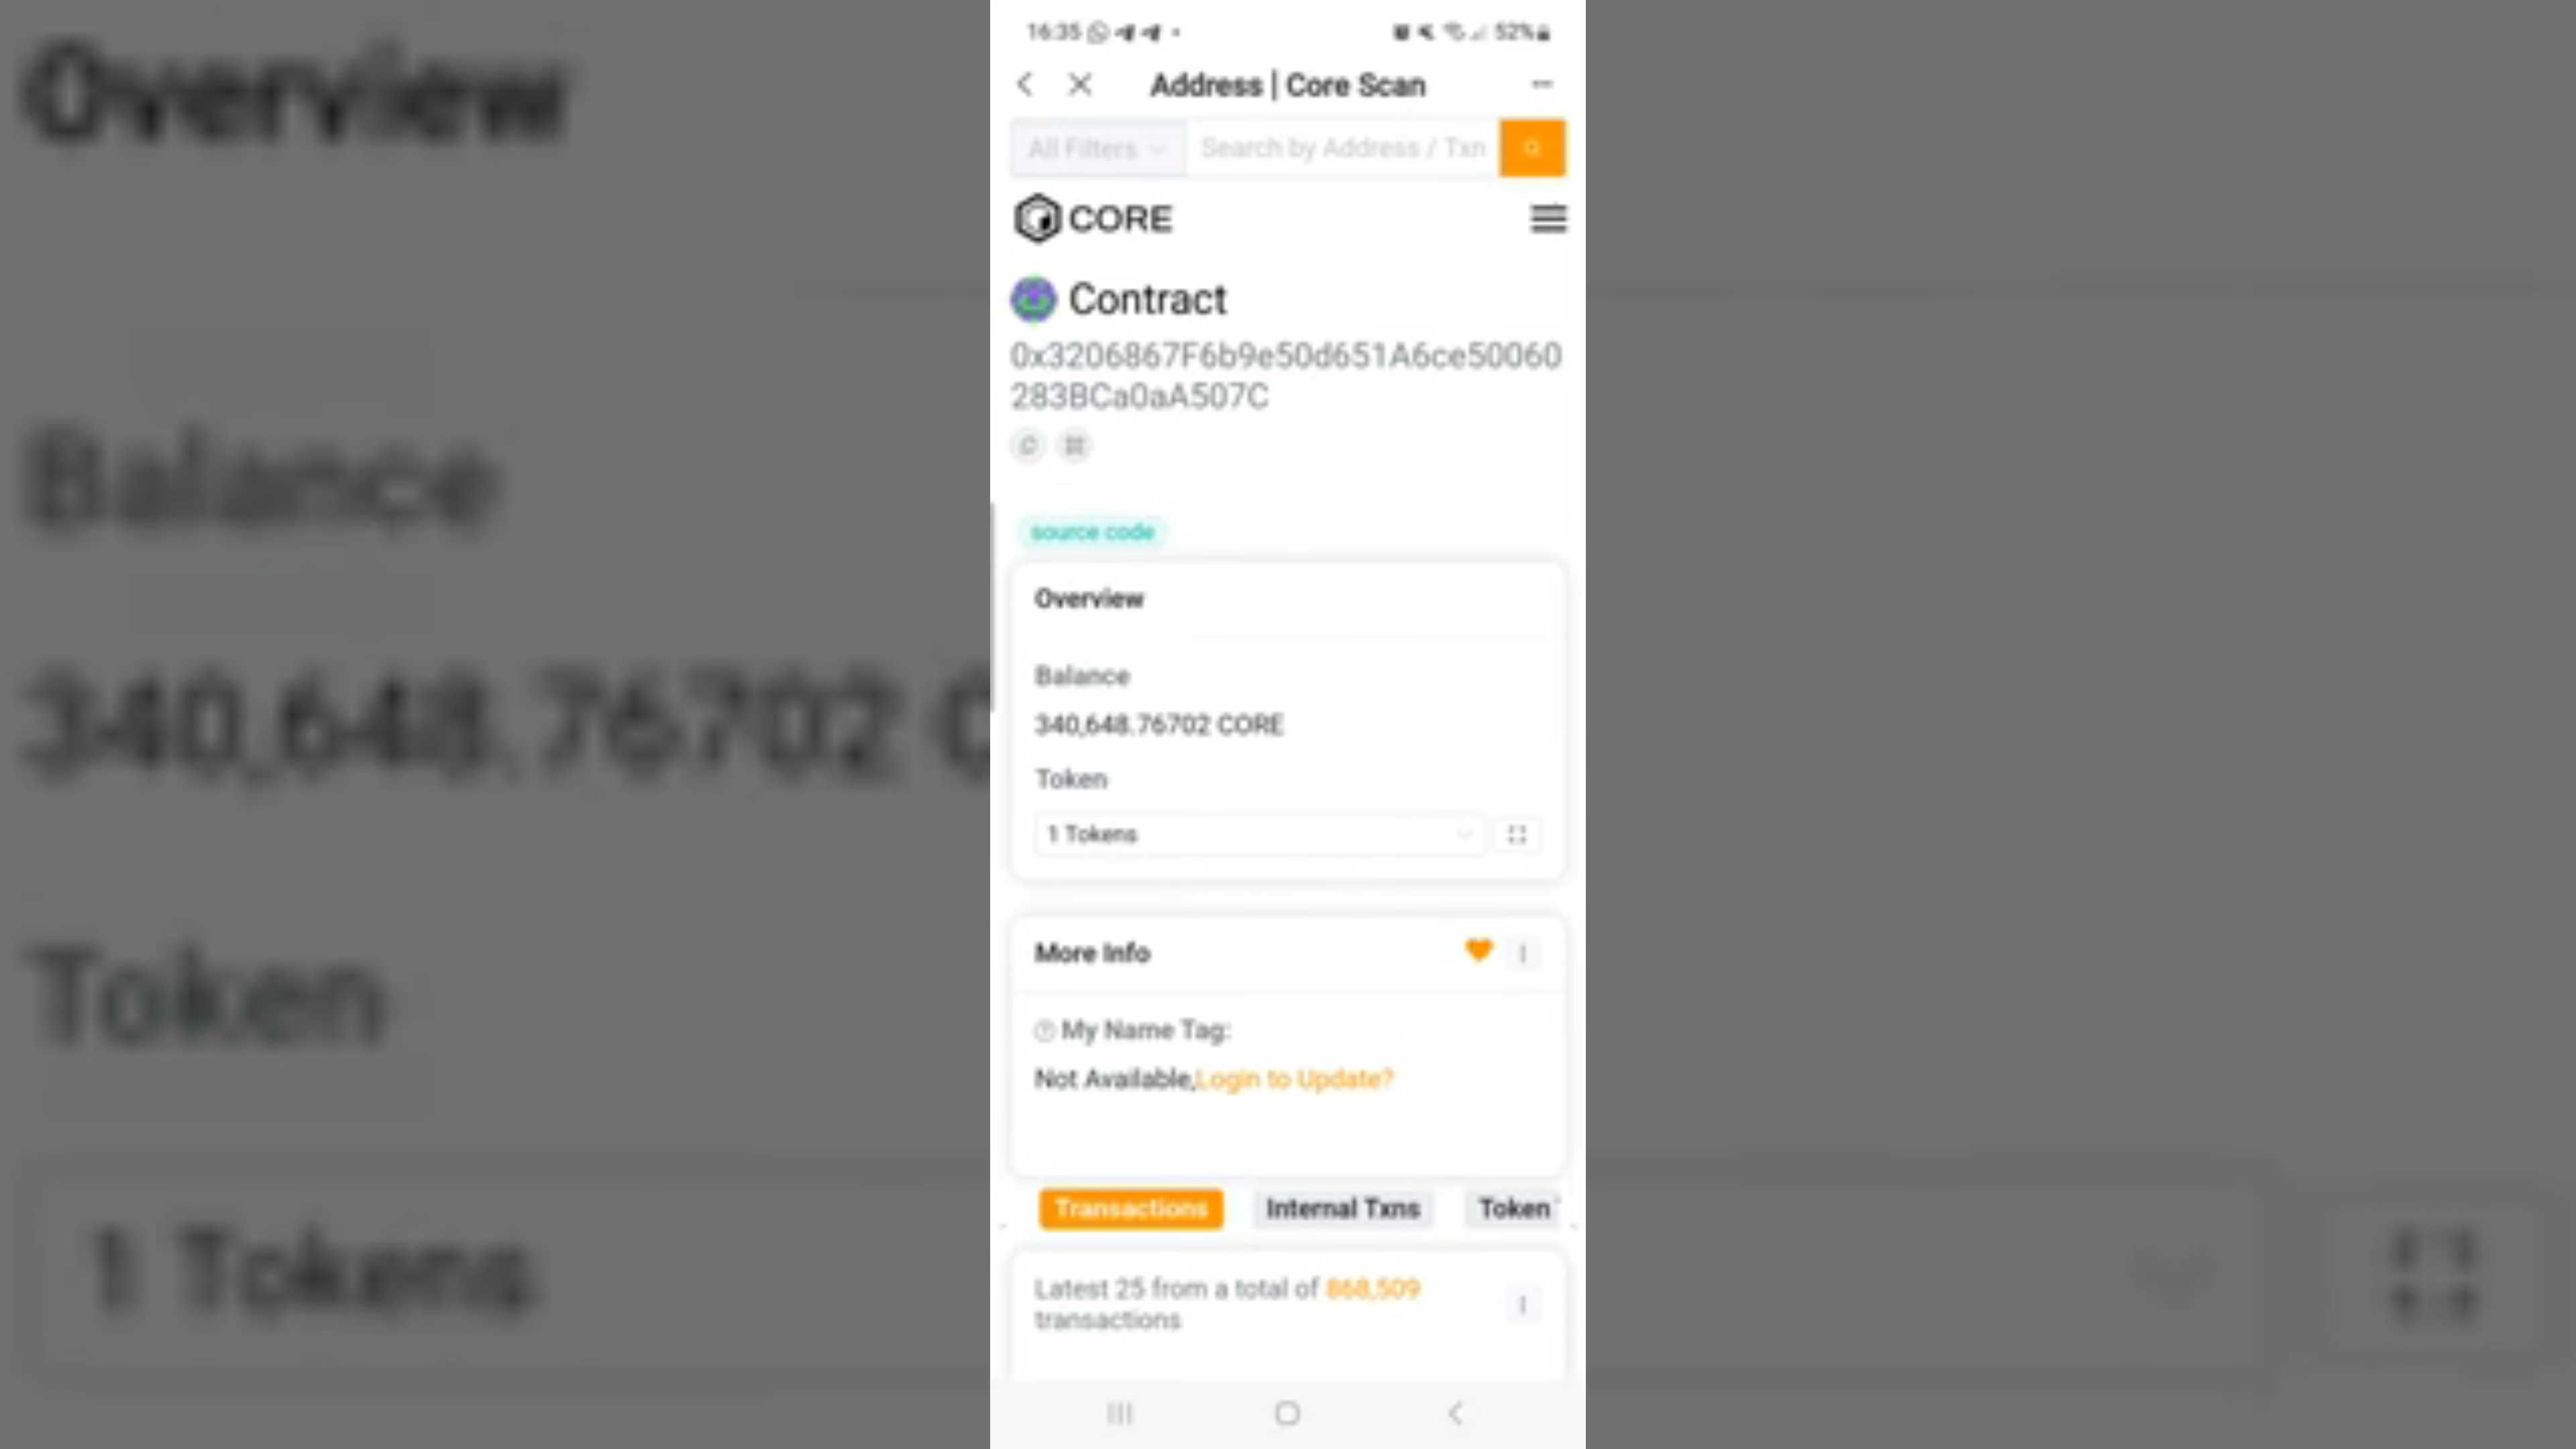 Overview
Balance
340,648.76702 C
Token
1 Tokens
16:35
52%
Address | Core Scan
All Filters
Search by Address / Txn
CORE
Contract
0x3206867F6b9e50d651A6ce50060
283BCa0aA507C
source code
Overview
Balance
340,648.76702 CORE
Token
1 Tokens
More Info
My Name Tag:
Not Available,Login to Update?
Transactions
Internal Txns
Token
Latest 25 from a total of 868,509
transactions